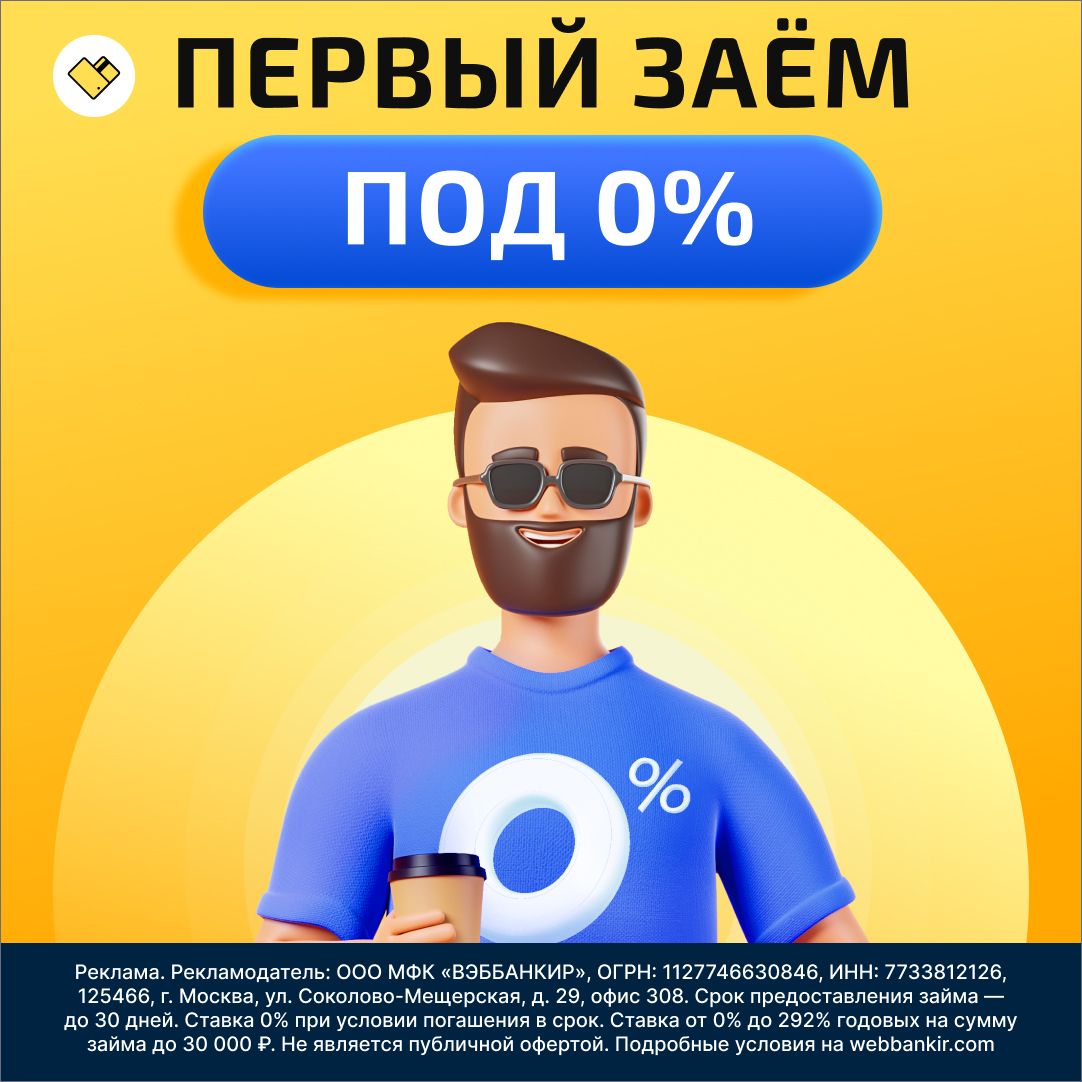 ПЕРВЫЙ ЗАЁМ
ПОД 0%
0%
Реклама. Рекламодатель: ООО МФК «ВЭББАНКИР», ОГРН: 1127746630846, ИНН: 7733812126,
125466, г. Москва, ул. Соколово-Мещерская, д. 29, офис 308. Срок предоставления займа —
до 30 дней. Ставка 0% при условии погашения в срок. Ставка от 0% до 292% годовых на сумму
займа до 30 000 ₽. Не является публичной офертой. Подробные условия на webbankir.com